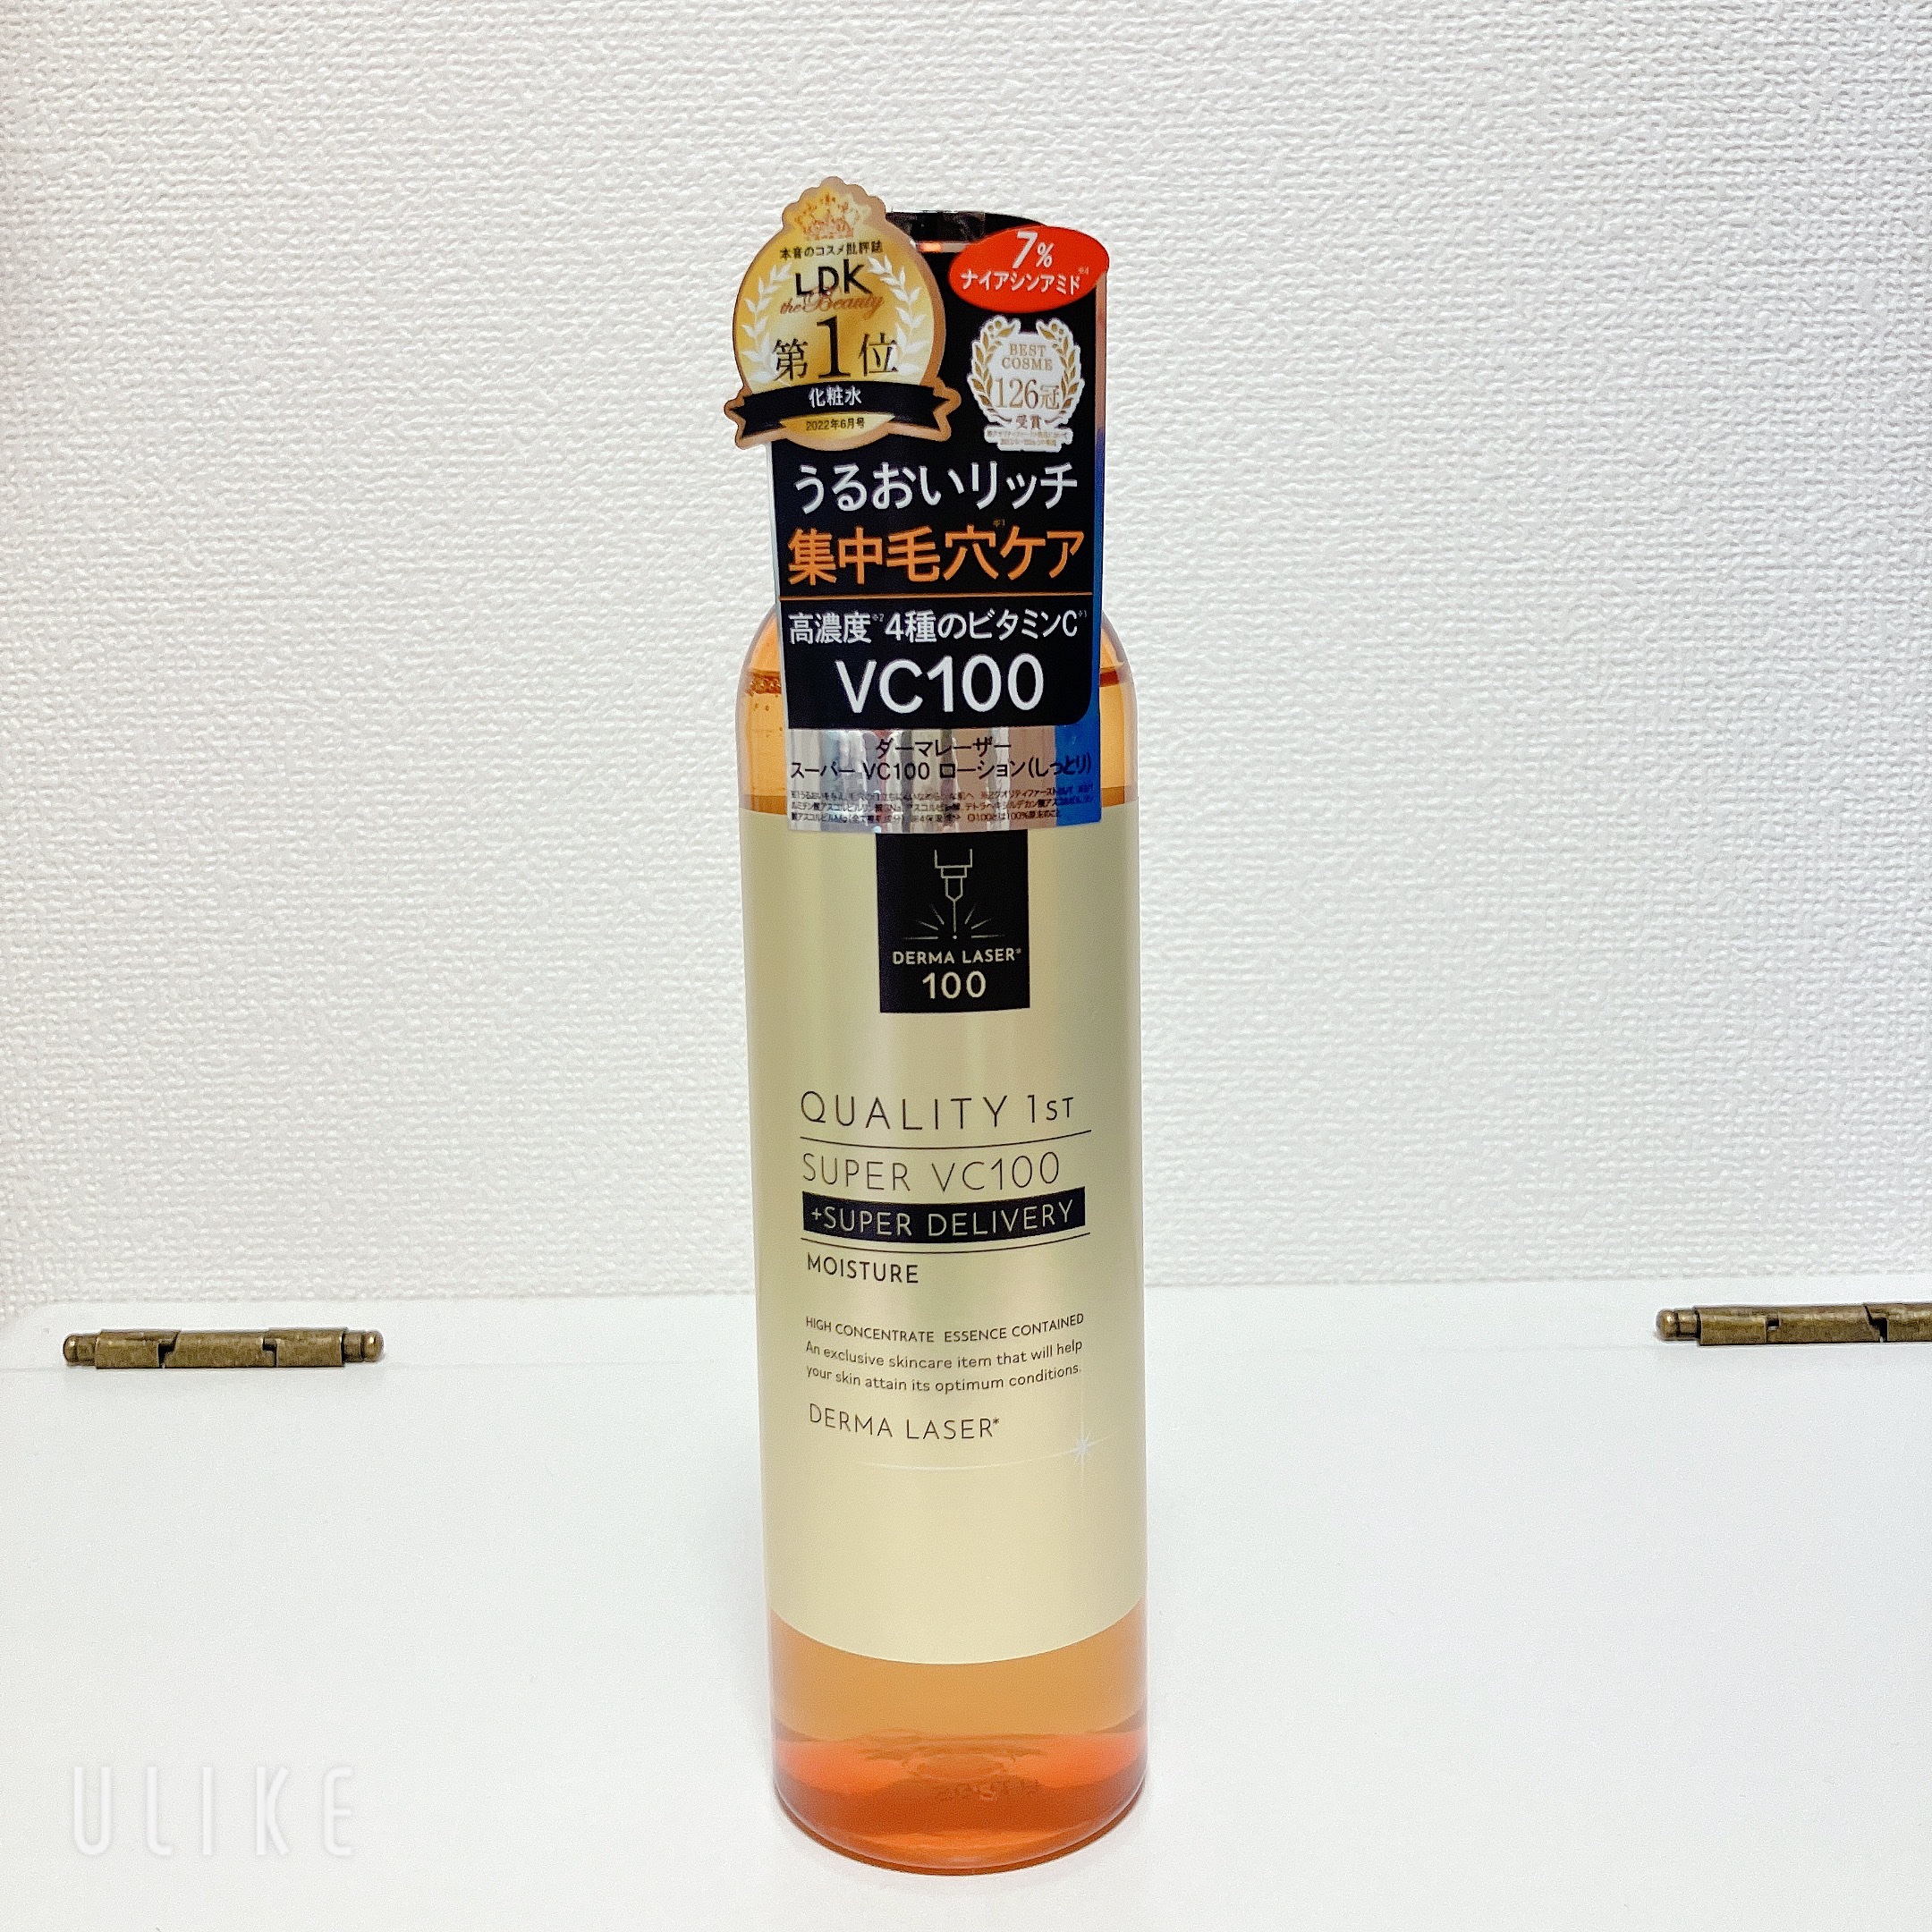 本音のコスメ批評誌
LDK
the Beauty
第1位
化粧水
2022年6月号
7%
ナイアシンアミド※4
BEST
COSME
126冠
受賞
うるおいリッチ
集中毛穴ケア※1
高濃度※2 4種のビタミンC※3
VC100
ダーマレーザー
スーパー VC100 ローション(しっとり)
DERMA LASER*
100
QUALITY 1ST
SUPER VC100
+SUPER DELIVERY
MOISTURE
HIGH CONCENTRATE ESSENCE CONTAINED
An exclusive skincare item that will help
your skin attain its optimum conditions.
DERMA LASER*
ULIKE